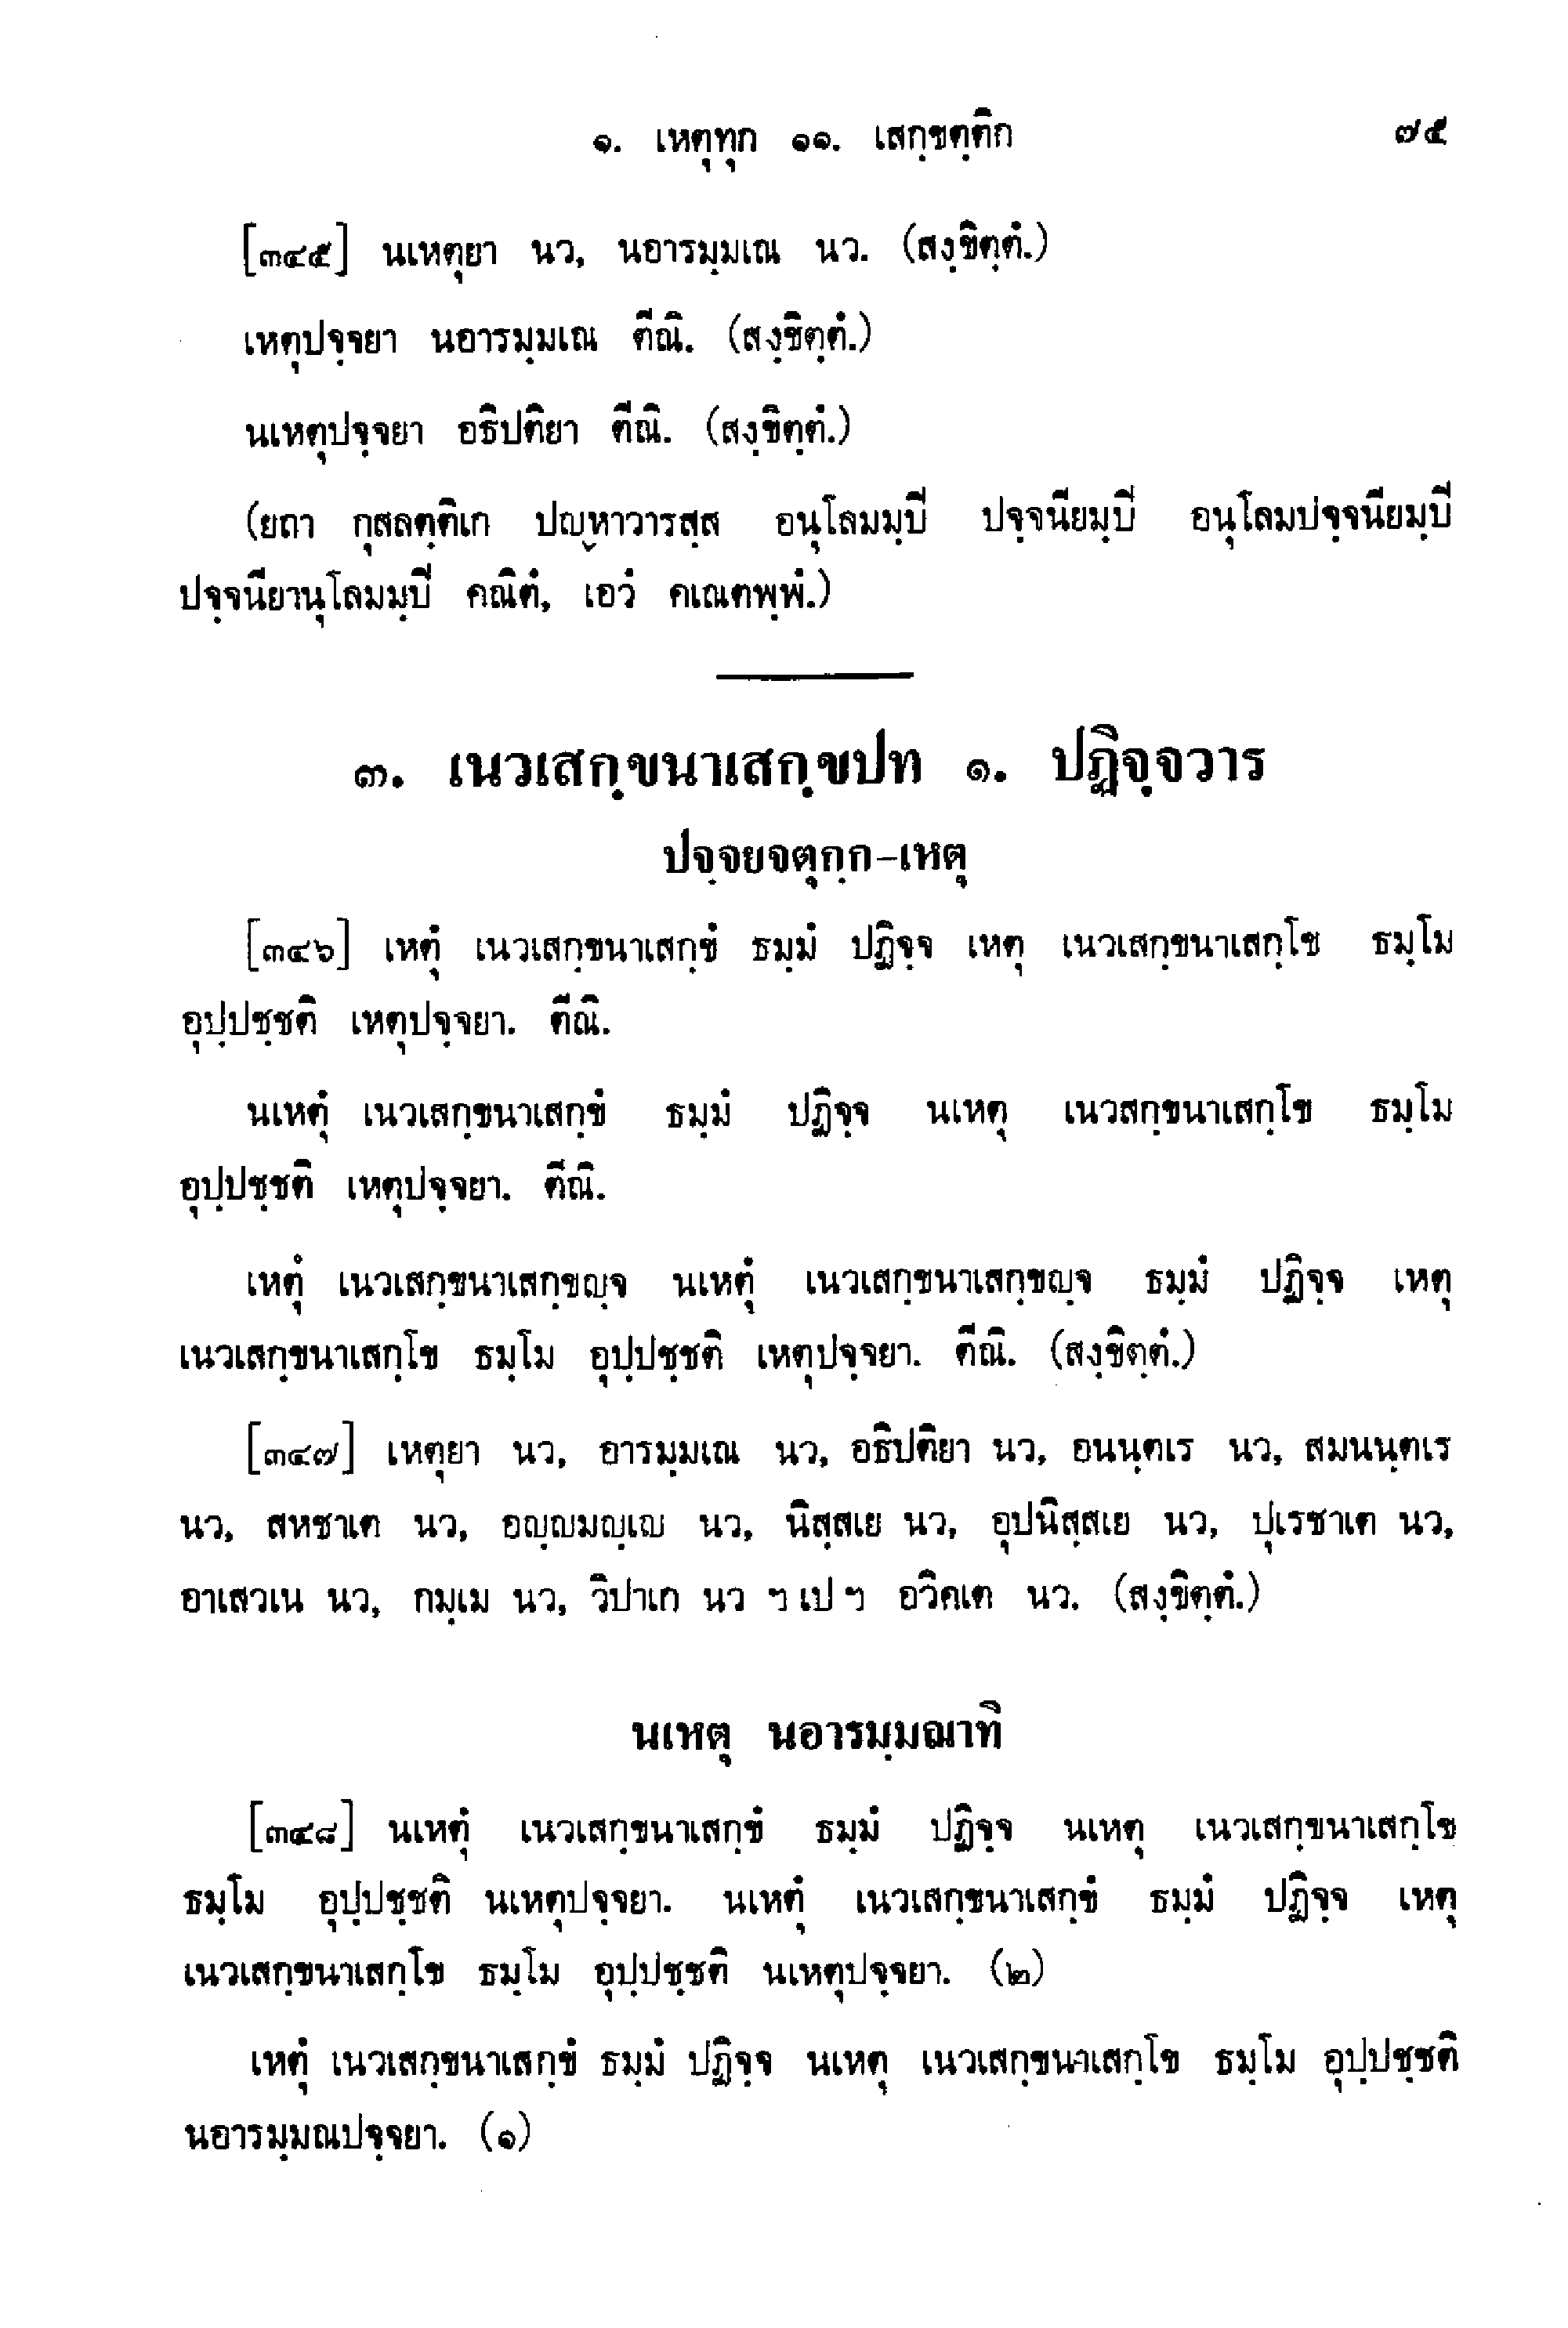 ๑. เหตุทุก ๑๑. เสกฺขตฺติก ๗๕
[๓๔๕] นเหตุยา นว, นอารมฺมเณ นว. (สงฺขิตฺตํ.)
เหตุปจฺจยา นอารมฺมเณ ตีณิ. (สงฺขิตฺตํ.)
นเหตุปจฺจยา อธิปติยา ตีณิ. (สงฺขิตฺตํ.)
(ยถา กุสลตฺติเก ปญฺหาวารสฺส อนุโลมมฺปี ปจฺจนียมฺปี อนุโลมปจฺจนียมฺปี
ปจฺจนียานุโลมมฺปี คณิตํ, เอวํ คเณตพฺพํ.)
๓. เนวเสกฺขนาเสกฺขปท ๑. ปฏิจฺจวาร
ปจฺจยจตุกฺก-เหตุ
[๓๔๖] เหตุํ เนวเสกฺขนาเสกฺขํ ธมฺมํ ปฏิจฺจ เหตุ เนวเสกฺขนาเสกฺโข ธมฺโม
อุปฺปชฺชติ เหตุปจฺจยา. ตีณิ.
นเหตุํ เนวเสกฺขนาเสกฺขํ ธมฺมํ ปฏิจฺจ นเหตุ เนวสกฺขนาเสกฺโข ธมฺโม
อุปฺปชฺชติ เหตุปจฺจยา. ตีณิ.
เหตุํ เนวเสกฺขนาเสกฺขญฺจ นเหตุํ เนวเสกฺขนาเสกฺขญฺจ ธมฺมํ ปฏิจฺจ เหตุ
เนวเสกฺขนาเสกฺโข ธมฺโม อุปฺปชฺชติ เหตุปจฺจยา. ตีณิ. (สงฺขิตฺตํ.)
[๓๔๗] เหตุยา นว, อารมฺมเณ นว, อธิปติยา นว, อนนฺตเร นว, สมนนฺตเร
นว, สหชาเต นว, อญฺญมญฺเญ นว, นิสฺสเย นว, อุปนิสฺสเย นว, ปุเรชาเต นว,
อาเสวเน นว, กมฺเม นว, วิปาเก นว ฯ เป ฯ อวิคเต นว. (สงฺขิตฺตํ.)
นเหตุ นอารมฺมณาทิ
[๓๔๘] นเหตุํ เนวเสกฺขนาเสกฺขํ ธมฺมํ ปฏิจฺจ นเหตุ เนวเสกฺขนาเสกฺโข
ธมฺโม อุปฺปชฺชติ นเหตุปจฺจยา. นเหตุํ เนวเสกฺขนาเสกฺขํ ธมฺมํ ปฏิจฺจ เหตุ
เนวเสกฺขนาเสกฺโข ธมฺโม อุปฺปชฺชติ นเหตุปจฺจยา. (๒)
เหตุํ เนวเสกฺขนาเสกฺขํ ธมฺมํ ปฏิจฺจ นเหตุ เนวเสกฺขนาเสกฺโข ธมฺโม อุปฺปชฺชติ
นอารมฺมณปจฺจยา. (๑)